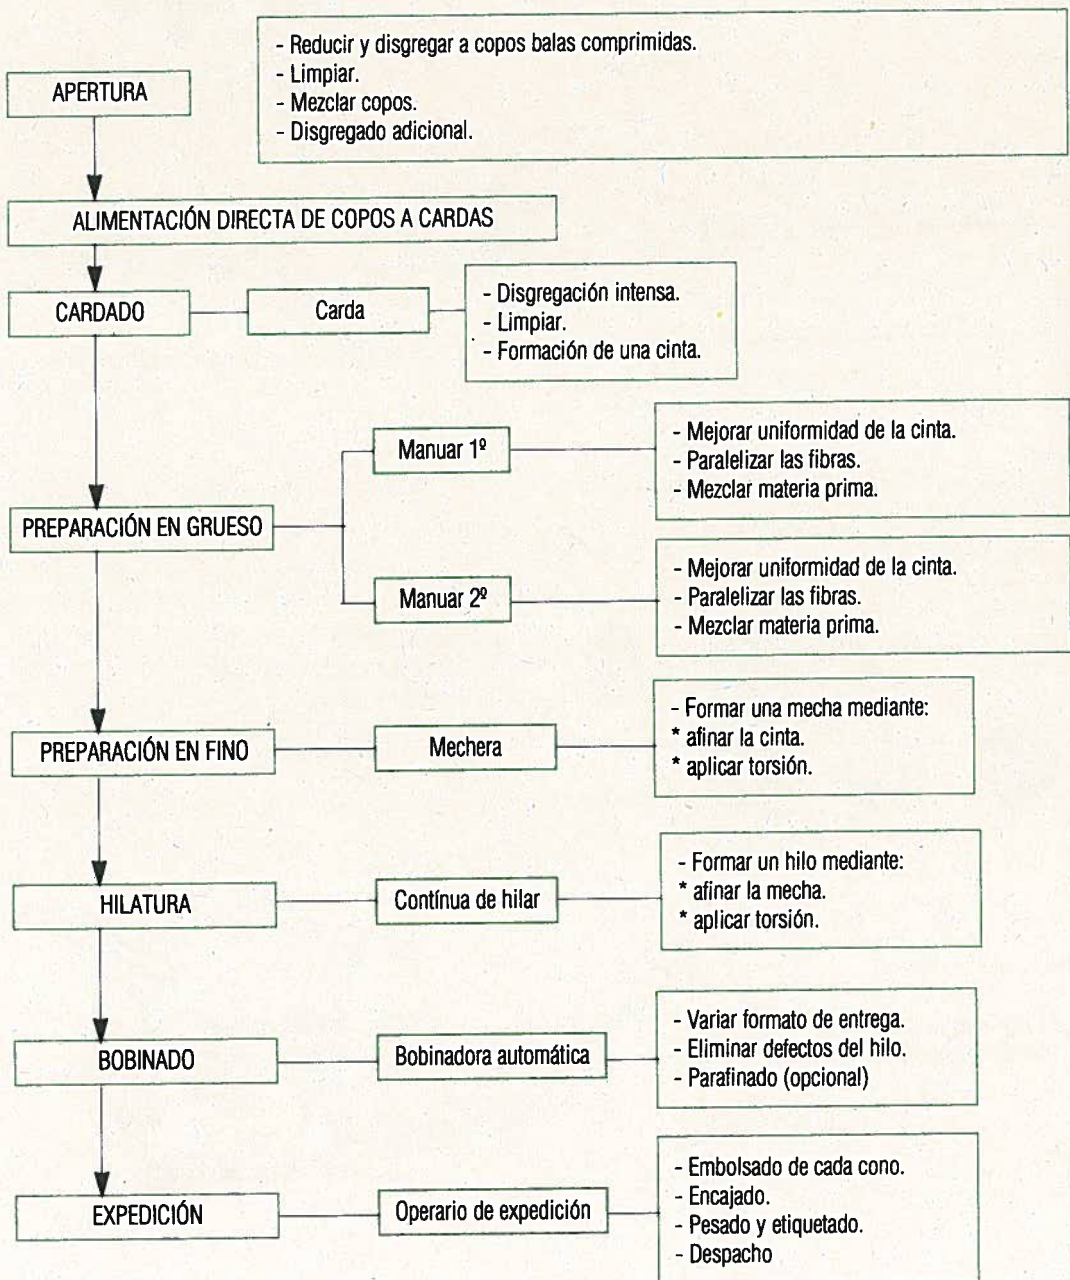 - Reducir y disgregar a copos balas comprimidas.
- Limpiar.
- Mezclar copos.
- Disgregado adicional.
APERTURA
ALIMENTACIÓN DIRECTA DE COPOS A CARDAS
CARDADO
Carda
- Disgregación intensa.
- Limpiar.
- Formación de una cinta.
PREPARACIÓN EN GRUESO
Manuar 1º
- Mejorar uniformidad de la cinta.
- Paralelizar las fibras.
- Mezclar materia prima.
Manuar 2º
- Mejorar uniformidad de la cinta.
- Paralelizar las fibras.
- Mezclar materia prima.
PREPARACIÓN EN FINO
Mechera
- Formar una mecha mediante:
* afinar la cinta.
* aplicar torsión.
HILATURA
Contínua de hilar
- Formar un hilo mediante:
* afinar la mecha.
* aplicar torsión.
BOBINADO
Bobinadora automática
- Variar formato de entrega.
- Eliminar defectos del hilo.
- Parafinado (opcional)
EXPEDICIÓN
Operario de expedición
- Embolsado de cada cono.
- Encajado.
- Pesado y etiquetado.
- Despacho